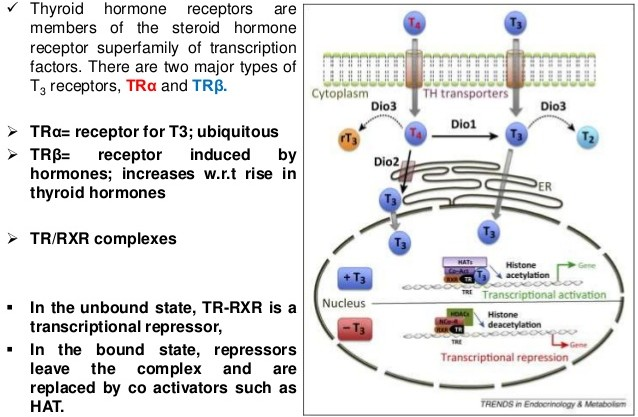 ✓ Thyroid hormone receptors are
members of the steroid hormone
receptor superfamily of transcription
factors. There are two major types of
T3 receptors, TRα and TRβ.
➢ TRα= receptor for T3; ubiquitous
➢ TRβ= receptor induced by
hormones; increases w.r.t rise in
thyroid hormones
➢ TR/RXR complexes
▪ In the unbound state, TR-RXR is a
transcriptional repressor,
▪ In the bound state, repressors
leave the complex and are
replaced by co activators such as
HAT.
T4
T3
Cytoplasm
TH transporters
Dio3
Dio3
rT3
T4
Dio1
T3
T2
Dio2
ER
T3
T3
T3
HATs
Co-Act
T3
RXR
TR
Histone
acetylation
Gene
+ T3
TRE
Transcriptional activation
Nucleus
HDACs
NCo-R
RXR
TR
Histone
deacetylation
− T3
TRE
Gene
Transcriptional repression
TRENDS in Endocrinology & Metabolism